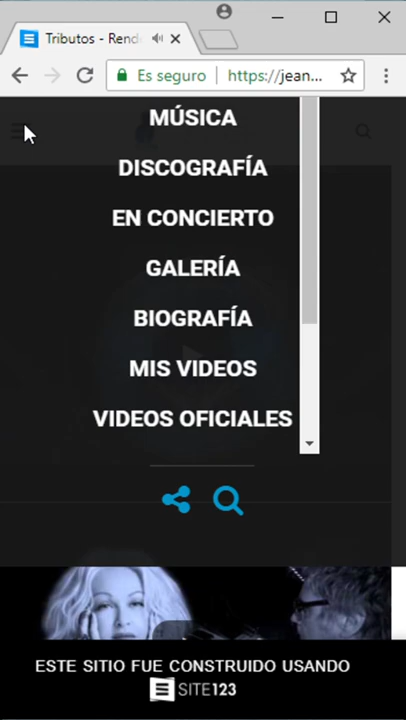 Tributos - Rend
Es seguro
https://jean...
MÚSICA
DISCOGRAFÍA
EN CONCIERTO
GALERÍA
BIOGRAFÍA
MIS VIDEOS
VIDEOS OFICIALES
ESTE SITIO FUE CONSTRUIDO USANDO
SITE123